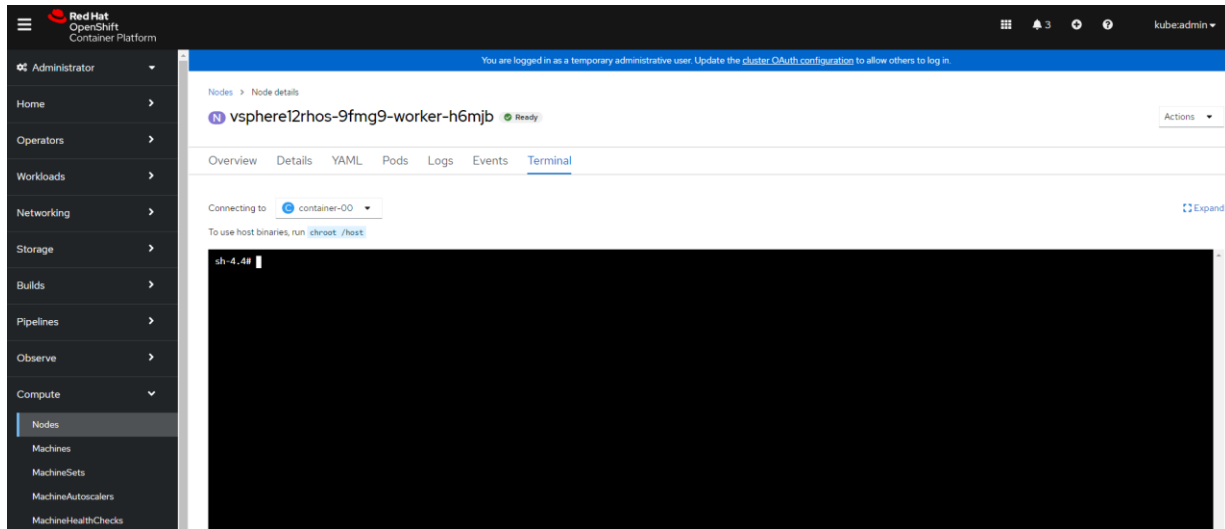 Red Hat
OpenShift
Container Platform
3
kube:admin
Administrator
You are logged in as a temporary administrative user. Update the cluster OAuth configuration to allow others to log in.
Home
Operators
Workloads
Networking
Storage
Builds
Pipelines
Observe
Compute
Nodes
Machines
MachineSets
MachineAutoscalers
MachineHealthChecks
Nodes > Node details
N vsphere12rhos-9fmg9-worker-h6mjb Ready
Actions
Overview Details YAML Pods Logs Events Terminal
Connecting to C container-00
Expand
To use host binaries, run chroot /host
sh-4.4#